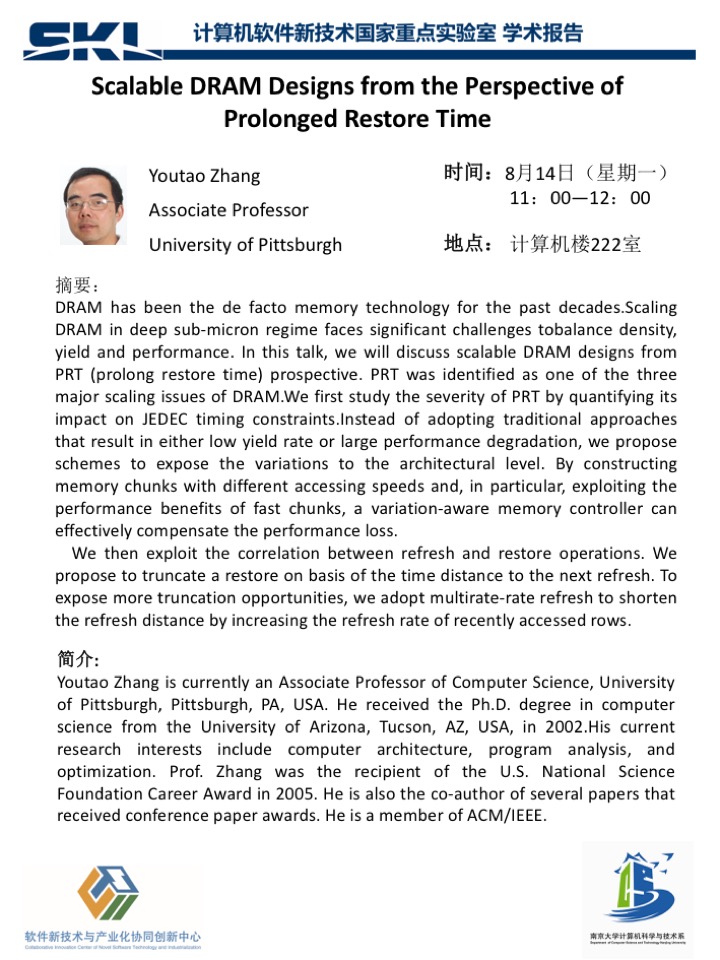 SKL 计算机软件新技术国家重点实验室 学术报告
Scalable DRAM Designs from the Perspective of
Prolonged Restore Time
Youtao Zhang
Associate Professor
University of Pittsburgh
时间：8月14日（星期一）
11：00—12：00
地点： 计算机楼222室
摘要：
DRAM has been the de facto memory technology for the past decades.Scaling
DRAM in deep sub-micron regime faces significant challenges tobalance density,
yield and performance. In this talk, we will discuss scalable DRAM designs from
PRT (prolong restore time) prospective. PRT was identified as one of the three
major scaling issues of DRAM.We first study the severity of PRT by quantifying its
impact on JEDEC timing constraints.Instead of adopting traditional approaches
that result in either low yield rate or large performance degradation, we propose
schemes to expose the variations to the architectural level. By constructing
memory chunks with different accessing speeds and, in particular, exploiting the
performance benefits of fast chunks, a variation-aware memory controller can
effectively compensate the performance loss.
We then exploit the correlation between refresh and restore operations. We
propose to truncate a restore on basis of the time distance to the next refresh. To
expose more truncation opportunities, we adopt multirate-rate refresh to shorten
the refresh distance by increasing the refresh rate of recently accessed rows.
简介:
Youtao Zhang is currently an Associate Professor of Computer Science, University
of Pittsburgh, Pittsburgh, PA, USA. He received the Ph.D. degree in computer
science from the University of Arizona, Tucson, AZ, USA, in 2002.His current
research interests include computer architecture, program analysis, and
optimization. Prof. Zhang was the recipient of the U.S. National Science
Foundation Career Award in 2005. He is also the co-author of several papers that
received conference paper awards. He is a member of ACM/IEEE.
软件新技术与产业化协同创新中心
Collaborative Innovation Center of Novel Software Technology and Industrialization
南京大学计算机科学与技术系
Department of Computer Science and Technology Nanjing University